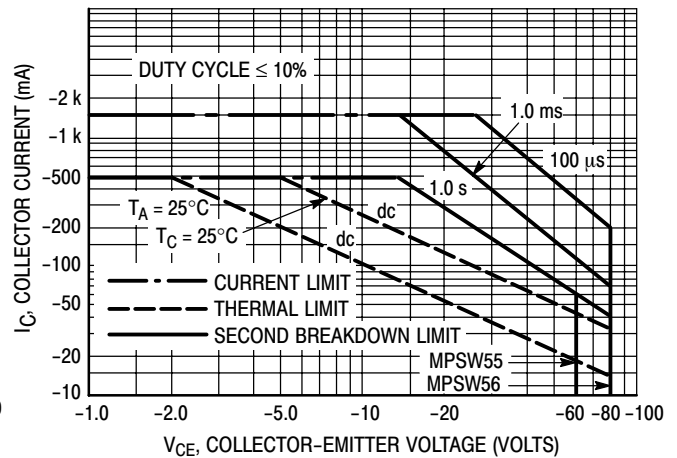 DUTY CYCLE ≤ 10%
I_C, COLLECTOR CURRENT (mA)
-2 k
-1 k
-500
-200
-100
-50
-20
-10
1.0 ms
100 μs
1.0 s
T_A = 25°C
T_C = 25°C
dc
dc
CURRENT LIMIT
THERMAL LIMIT
SECOND BREAKDOWN LIMIT
MPSW55
MPSW56
-1.0 -2.0 -5.0 -10 -20 -60 -80 -100
V_CE, COLLECTOR-EMITTER VOLTAGE (VOLTS)